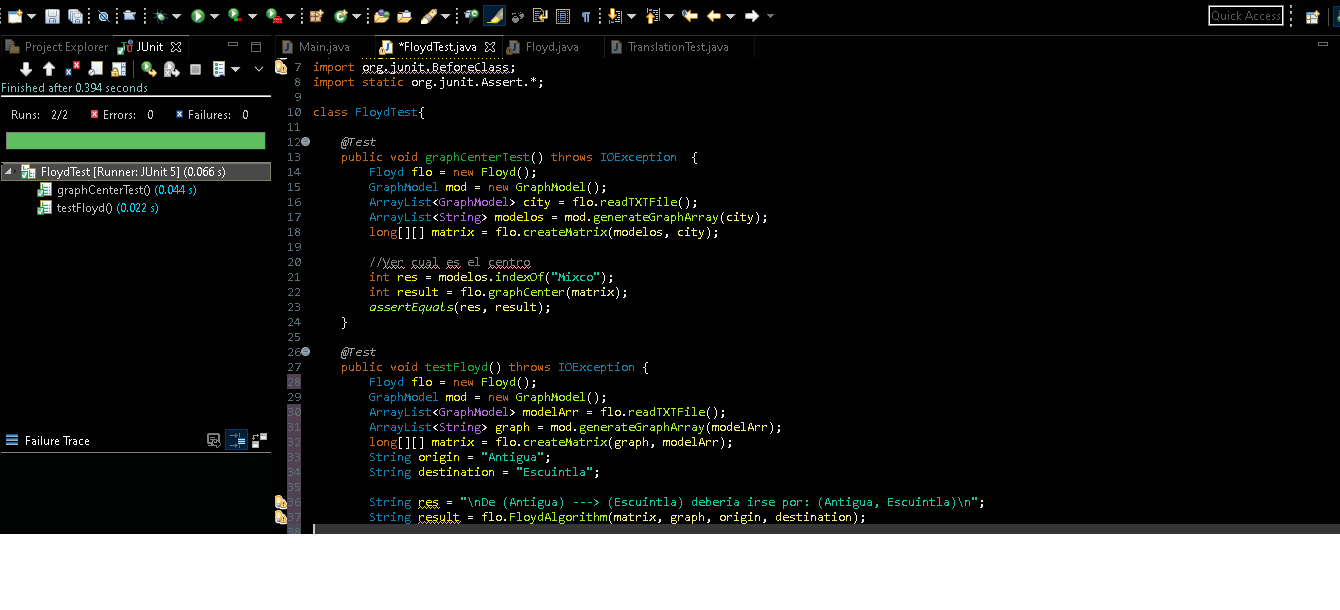 Quick Access
Project Explorer JUnit
Main.java *FloydTest.java Floyd.java TranslationTest.java
Finished after 0.394 seconds
Runs: 2/2 Errors: 0 Failures: 0
FloydTest [Runner: JUnit 5] (0.066 s)
graphCenterTest() (0.044 s)
testFloyd() (0.022 s)
Failure Trace
7 import org.junit.BeforeClass;
8 import static org.junit.Assert.*;
9
10 class FloydTest{
11
12 @Test
13 public void graphCenterTest() throws IOException {
14 Floyd flo = new Floyd();
15 GraphModel mod = new GraphModel();
16 ArrayList<GraphModel> city = flo.readTXTFile();
17 ArrayList<String> modelos = mod.generateGraphArray(city);
18 long[][] matrix = flo.createMatrix(modelos, city);
19
20 //Ver cual es el centro
21 int res = modelos.indexOf("Mixco");
22 int result = flo.graphCenter(matrix);
23 assertEquals(res, result);
24 }
25
26 @Test
27 public void testFloyd() throws IOException {
28 Floyd flo = new Floyd();
29 GraphModel mod = new GraphModel();
30 ArrayList<GraphModel> modelArr = flo.readTXTFile();
31 ArrayList<String> graph = mod.generateGraphArray(modelArr);
32 long[][] matrix = flo.createMatrix(graph, modelArr);
33 String origin = "Antigua";
34 String destination = "Escuintla";
35
36 String res = "\nDe (Antigua) ---> (Escuintla) deberia irse por: (Antigua, Escuintla)\n";
37 String result = flo.FloydAlgorithm(matrix, graph, origin, destination);
38